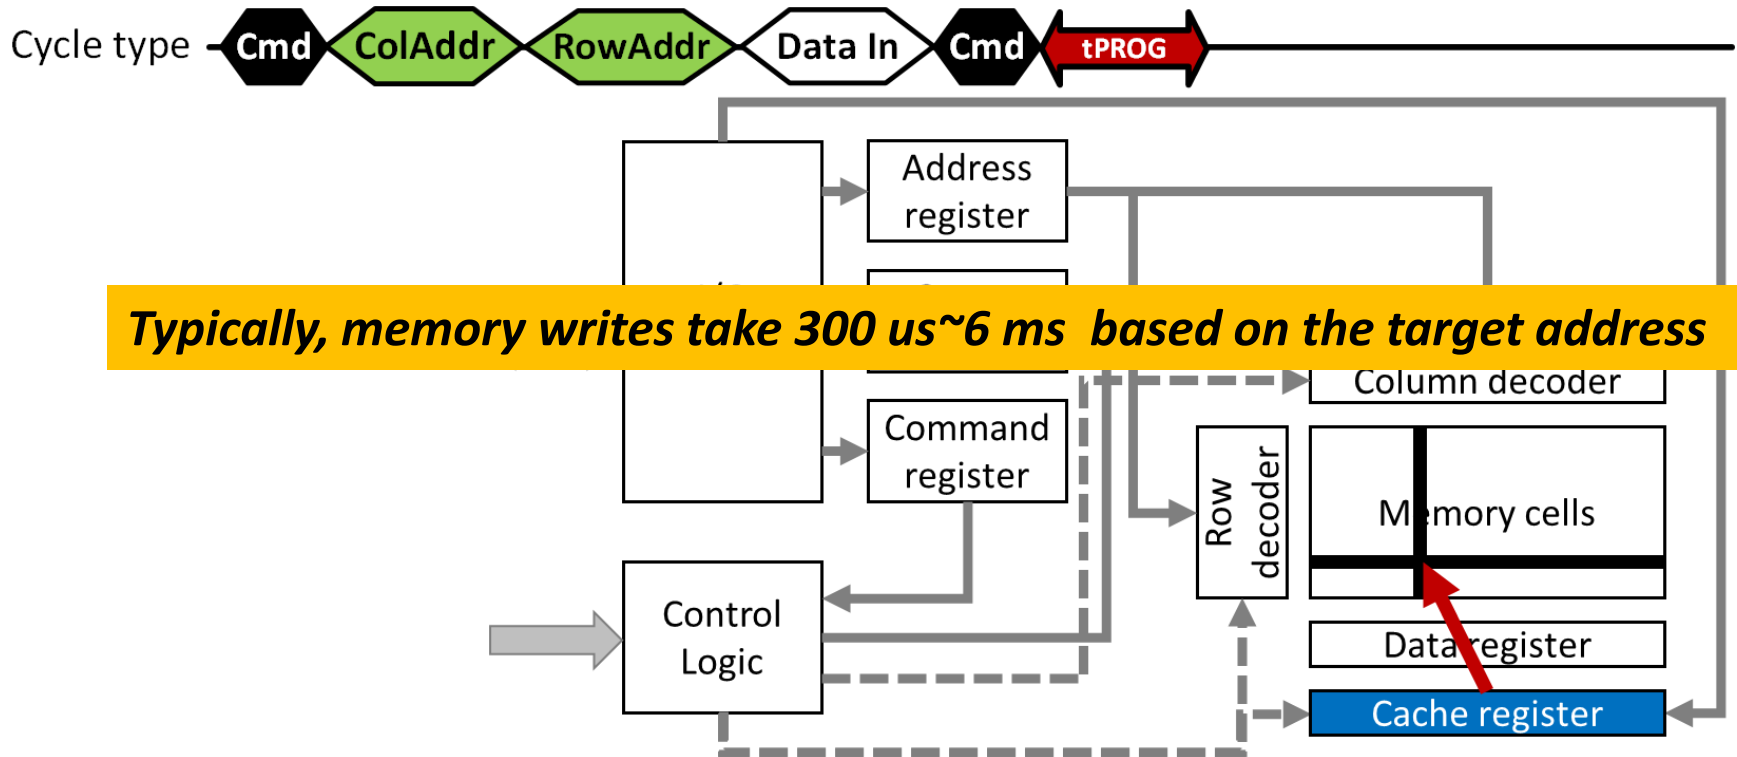 Cycle type Cmd ColAddr RowAddr Data In Cmd tPROG
Address
register
Typically, memory writes take 300 us~6 ms based on the target address
Column decoder
Command
register
Row
decoder
Memory cells
Control
Logic
Data register
Cache register